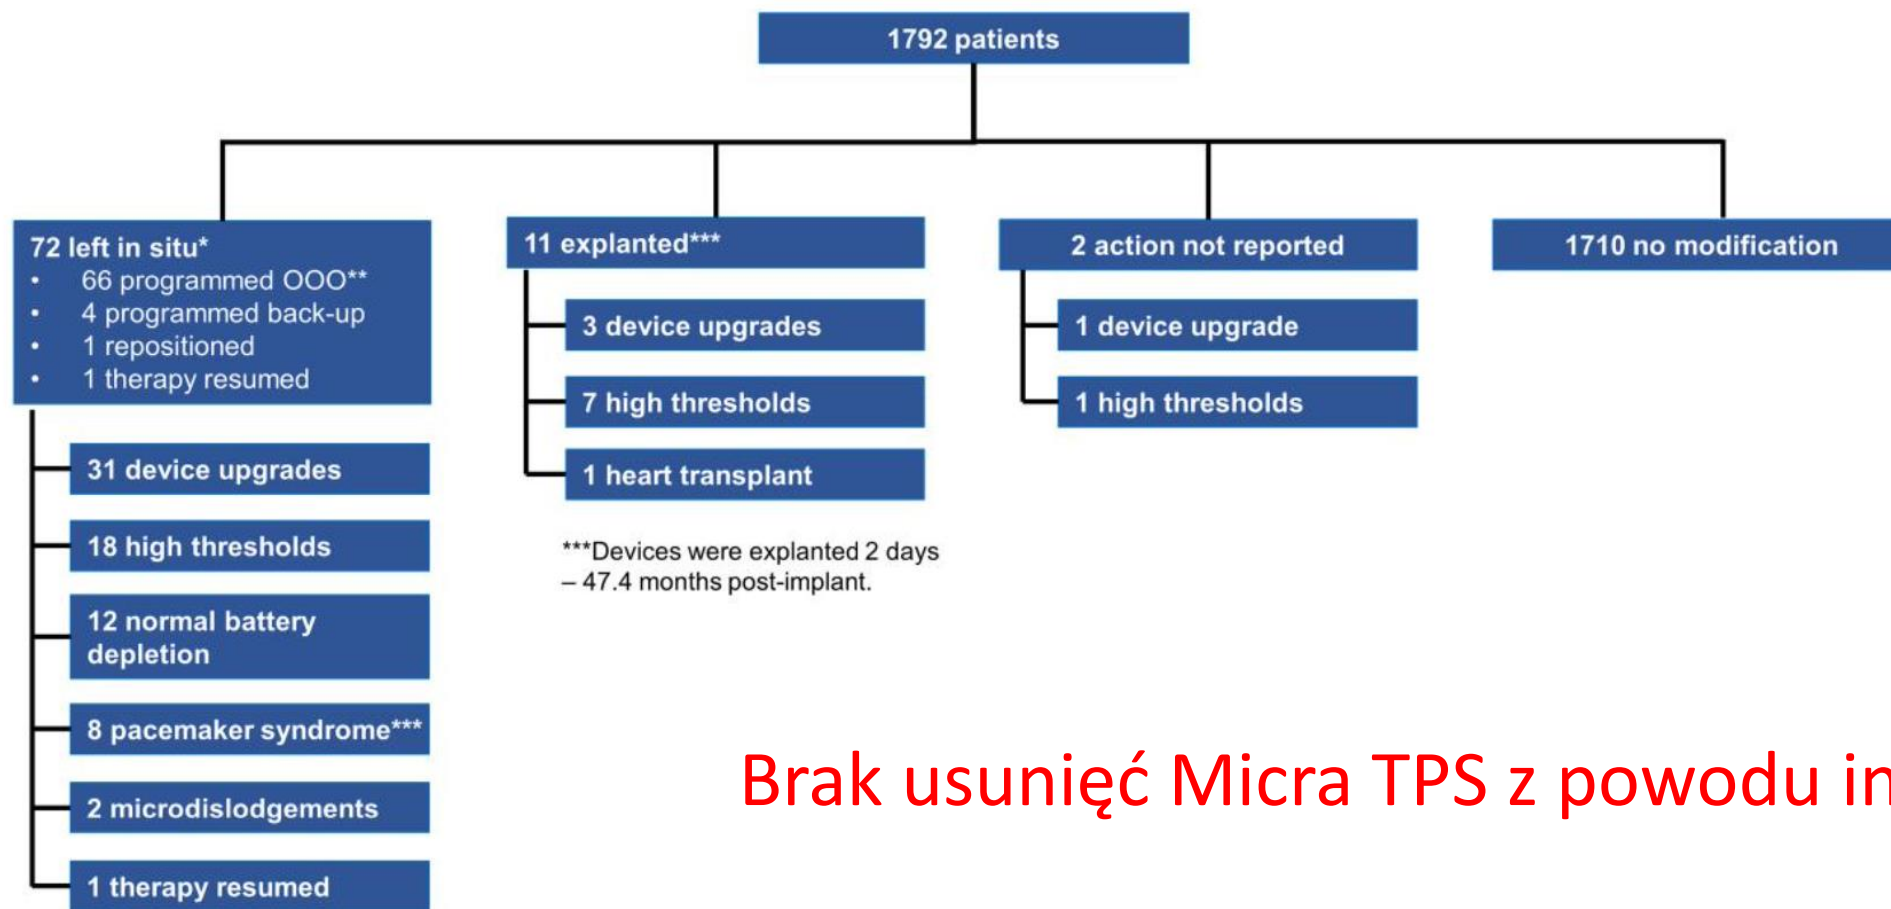 1792 patients
72 left in situ*
• 66 programmed OOO**
• 4 programmed back-up
• 1 repositioned
• 1 therapy resumed
31 device upgrades
18 high thresholds
12 normal battery
depletion
8 pacemaker syndrome***
2 microdislodgements
1 therapy resumed
11 explanted***
3 device upgrades
7 high thresholds
1 heart transplant
***Devices were explanted 2 days
– 47.4 months post-implant.
2 action not reported
1 device upgrade
1 high thresholds
1710 no modification
Brak usunięć Micra TPS z powodu